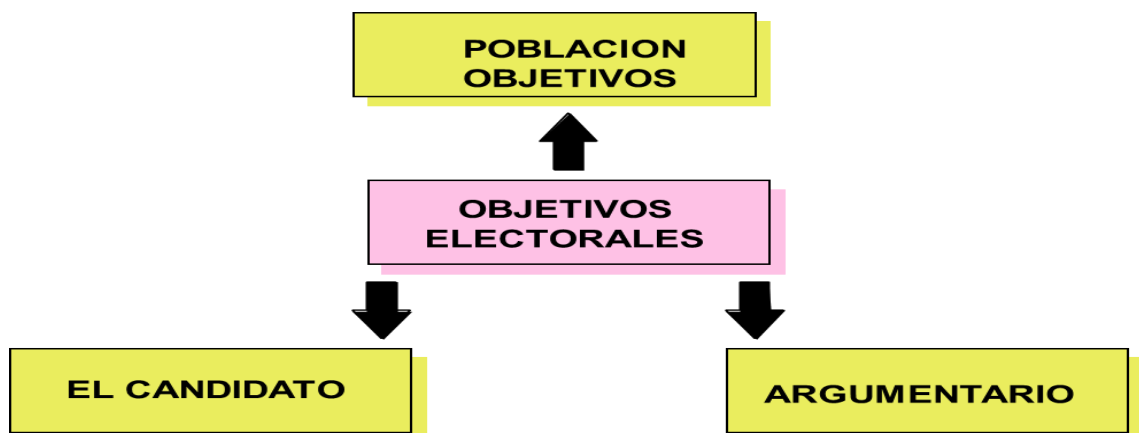 POBLACION
OBJETIVOS
OBJETIVOS
ELECTORALES
EL CANDIDATO
ARGUMENTARIO